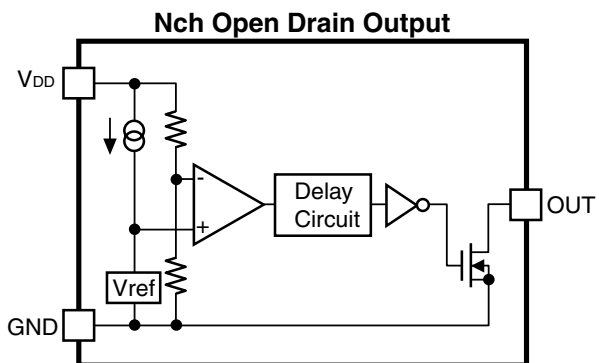 Nch Open Drain Output
VDD
-
+
Delay
Circuit
OUT
Vref
GND